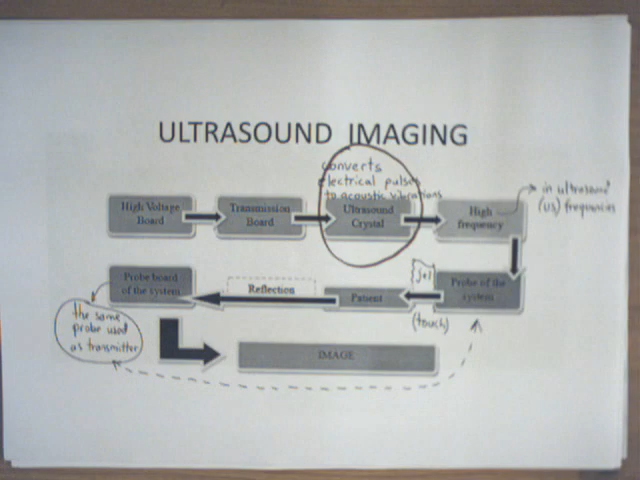 ULTRASOUND IMAGING
converts
electrical pulses
to acoustic vibrations
High Voltage
Board
Transmission
Board
Ultrasound
Crystal
High
frequency
in ultrasound
(US) frequencies
Probe board
of the system
Reflection
Patient
(touch)
Probe of the
system
the same
probe used
as transmitter
IMAGE